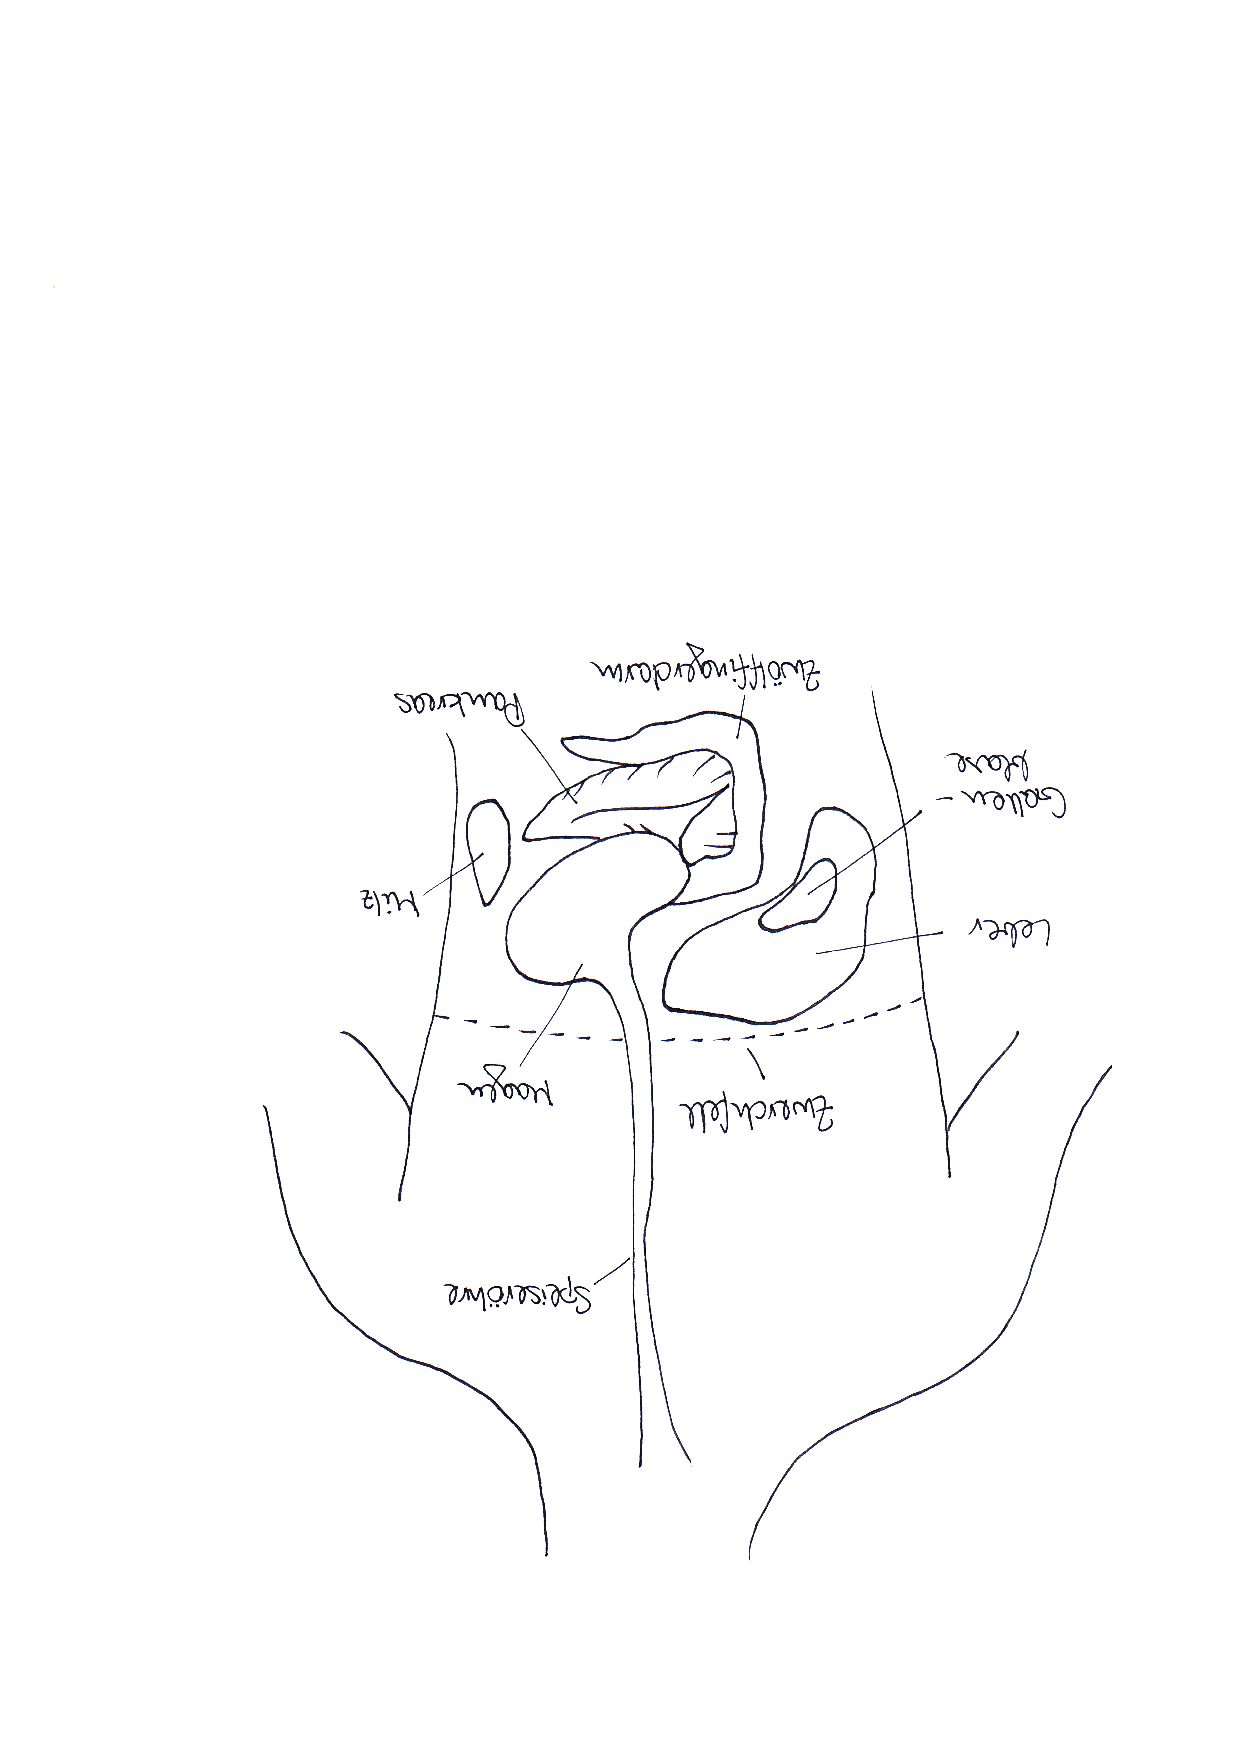 Speiseröhre
Zwerchfell
Magen
Leber
Milz
Gallen-
blase
Pankreas
Zwölffingerdarm